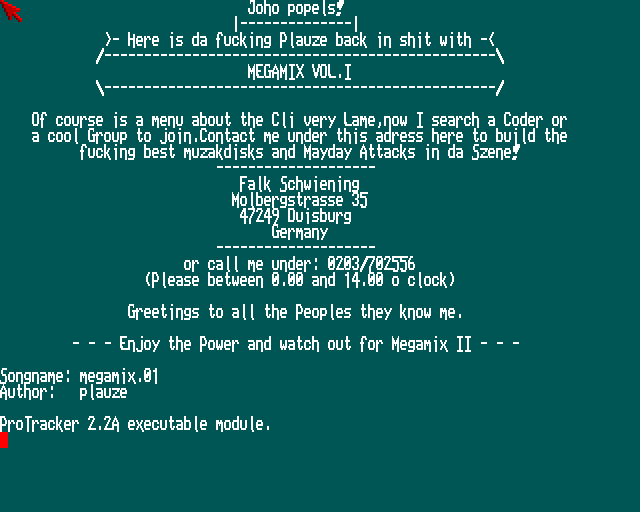 Joho popels!
|--------------|
>- Here is da fucking Plauze back in shit with -<
/-------------------------------------------------\
MEGAMIX VOL.I
\-------------------------------------------------/
Of course is a menu about the Cli very Lame,now I search a Coder or
a cool Group to join.Contact me under this adress here to build the
fucking best muzakdisks and Mayday Attacks in da Szene!
--------------------
Falk Schwiening
Molbergstrasse 35
47249 Duisburg
Germany
--------------------
or call me under: 0203/702556
(Please between 0.00 and 14.00 o clock)
Greetings to all the Peoples they know me.
- - - Enjoy the Power and watch out for Megamix II - - -
Songname: megamix.01
Author:   plauze
ProTracker 2.2A executable module.